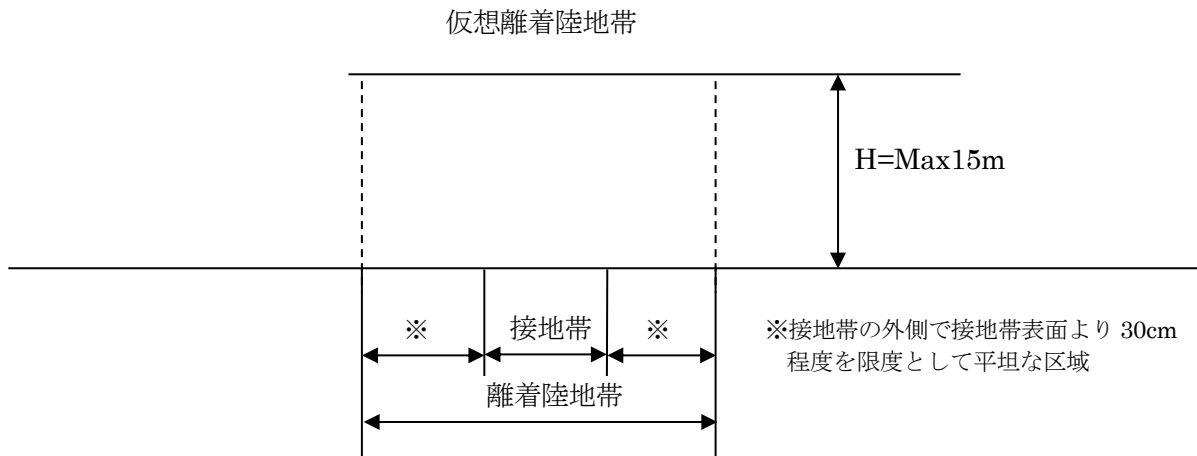 仮想離着陸地帯
H=Max15m
※
接地帯
※
※接地帯の外側で接地帯表面より 30cm
程度を限度として平坦な区域
離着陸地帯